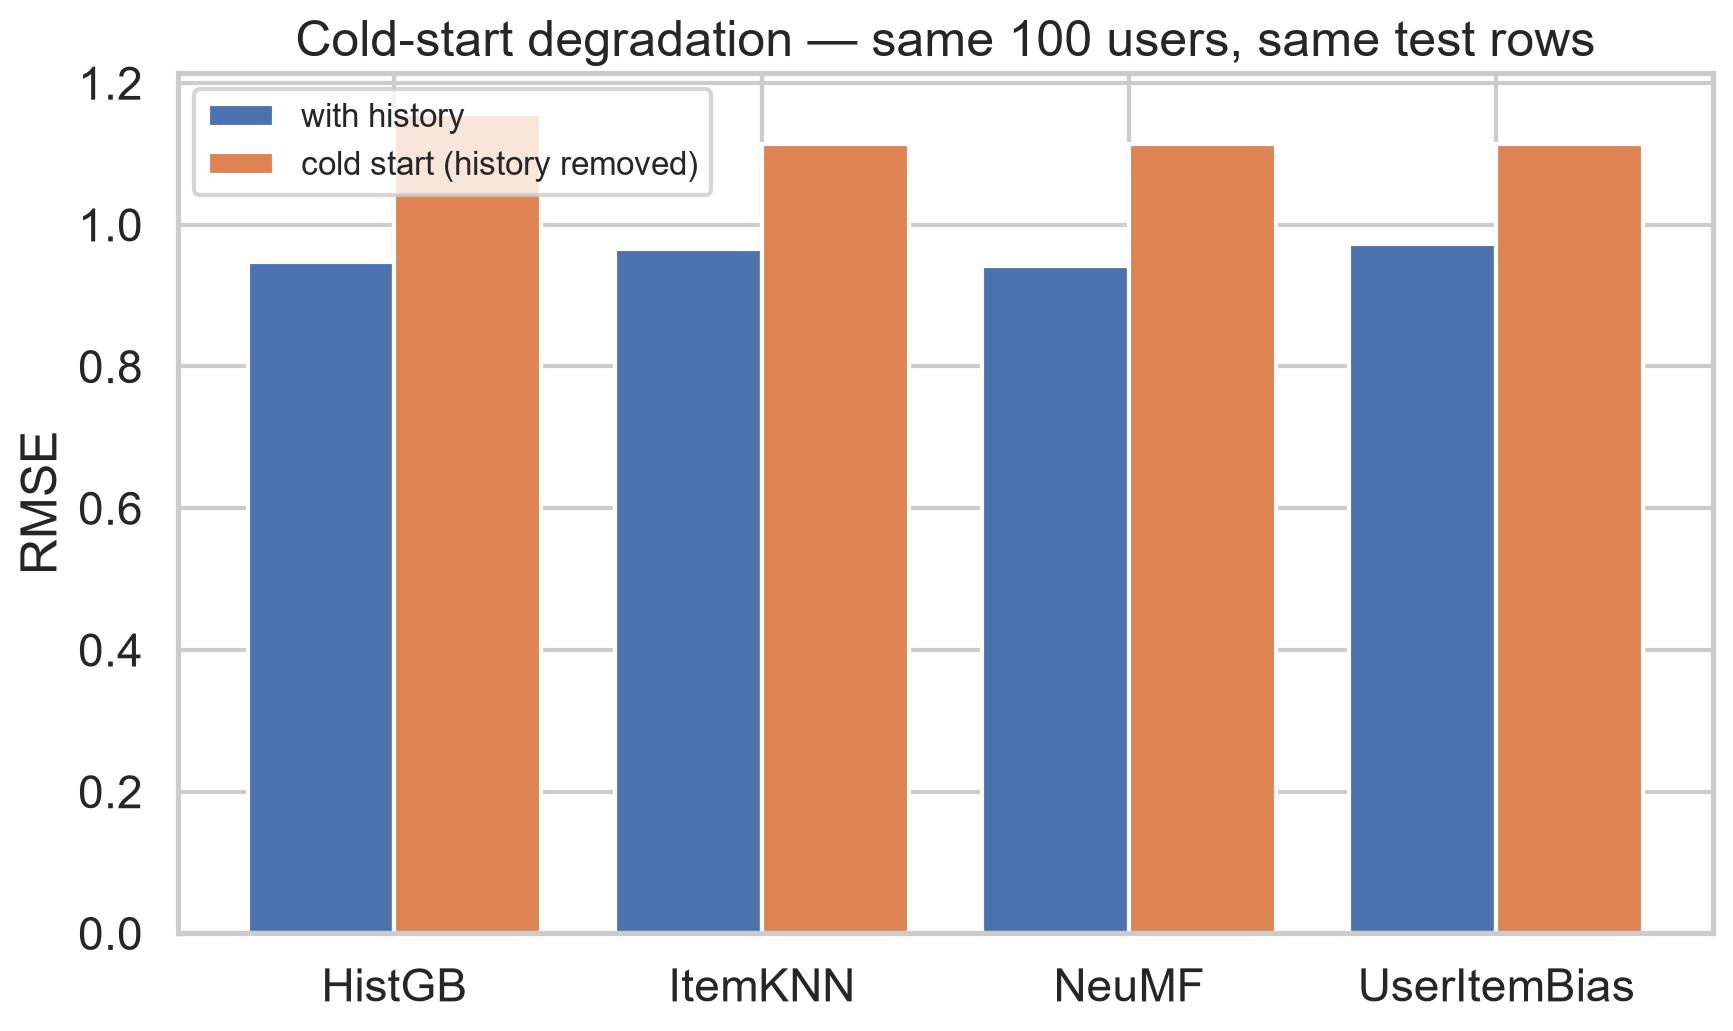 Cold-start degradation — same 100 users, same test rows
with history
cold start (history removed)
RMSE
1.2
1.0
0.8
0.6
0.4
0.2
0.0
HistGB
ItemKNN
NeuMF
UserItemBias